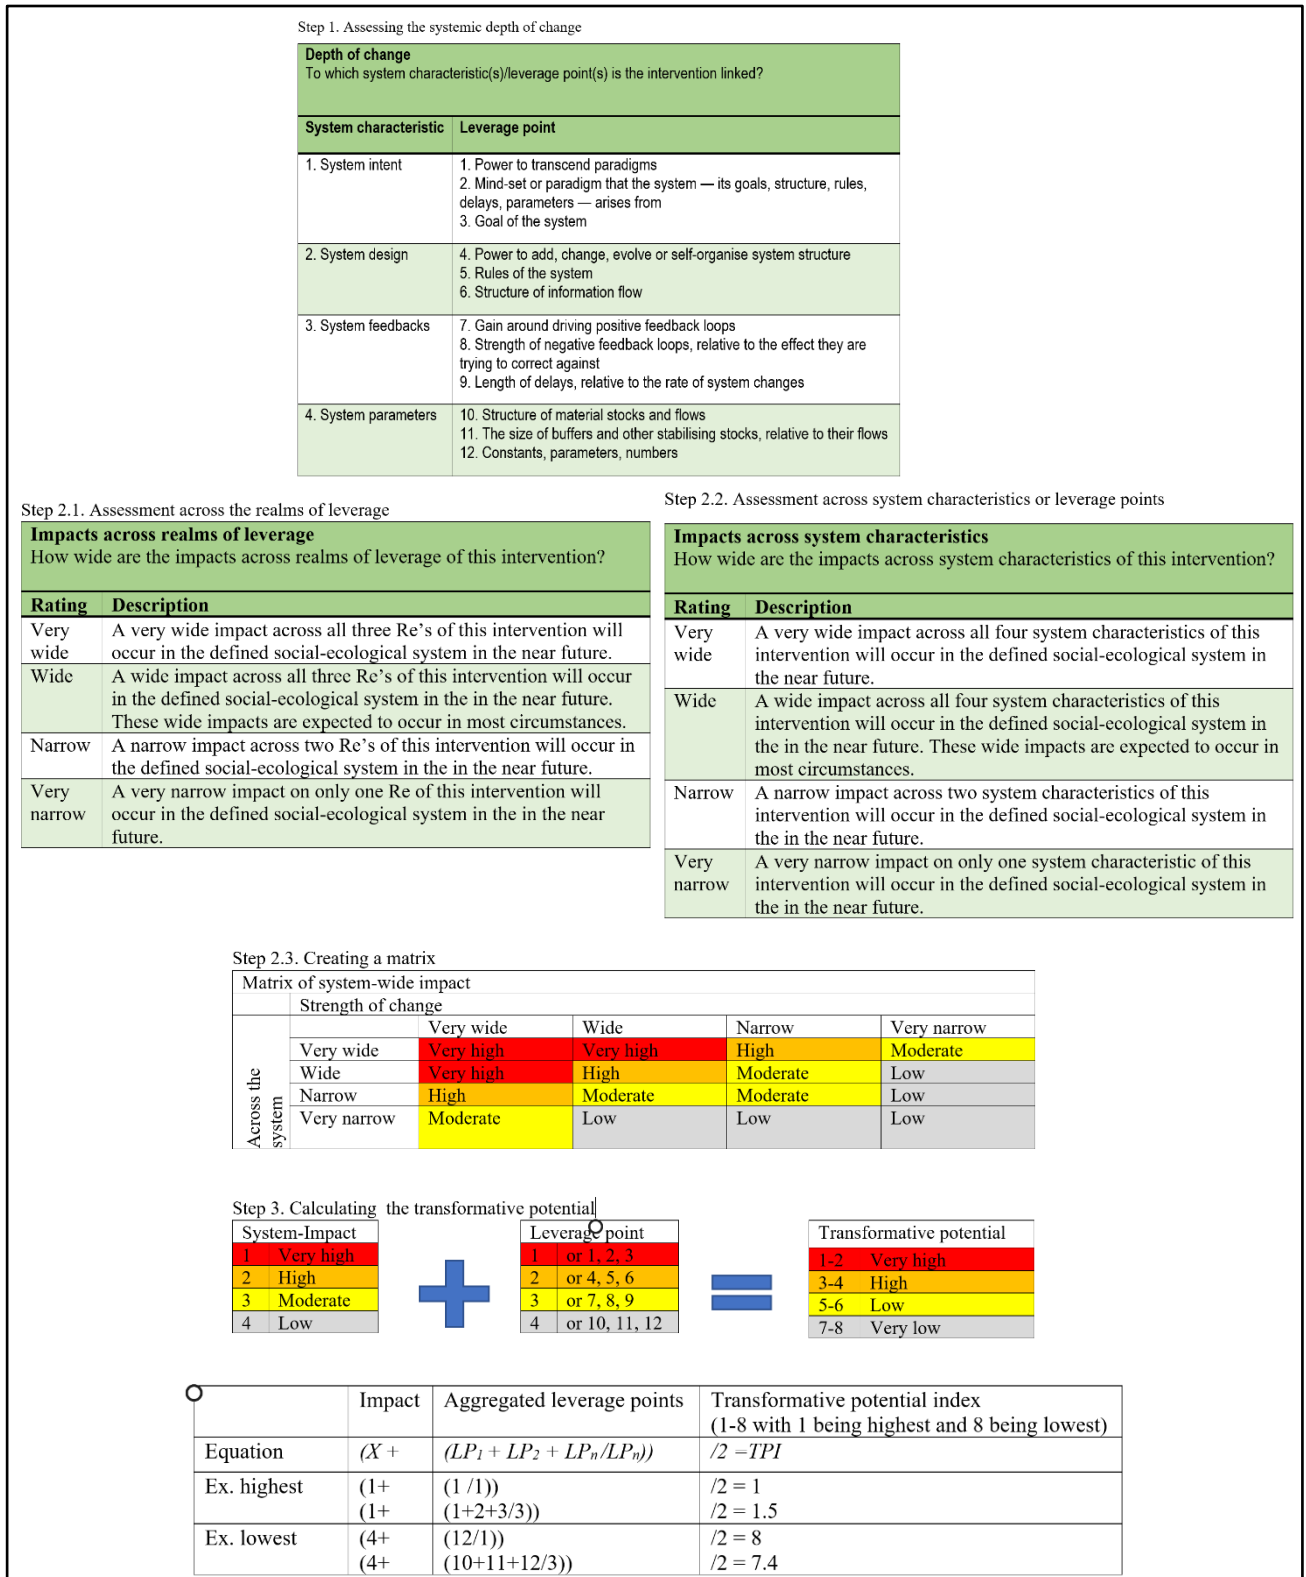 Step 1. Assessing the systemic depth of change
Depth of change
To which system characteristic(s)/leverage point(s) is the intervention linked?
System characteristic Leverage point
1. System intent 1. Power to transcend paradigms
2. Mind-set or paradigm that the system — its goals, structure, rules,
delays, parameters — arises from
3. Goal of the system
2. System design 4. Power to add, change, evolve or self-organise system structure
5. Rules of the system
6. Structure of information flow
3. System feedbacks 7. Gain around driving positive feedback loops
8. Strength of negative feedback loops, relative to the effect they are
trying to correct against
9. Length of delays, relative to the rate of system changes
4. System parameters 10. Structure of material stocks and flows
11. The size of buffers and other stabilising stocks, relative to their flows
12. Constants, parameters, numbers
Step 2.1. Assessment across the realms of leverage
Impacts across realms of leverage
How wide are the impacts across realms of leverage of this intervention?
Rating Description
Very A very wide impact across all three Re's of this intervention will
wide occur in the defined social-ecological system in the near future.
Wide A wide impact across all three Re's of this intervention will occur
in the defined social-ecological system in the in the near future.
These wide impacts are expected to occur in most circumstances.
Narrow A narrow impact across two Re's of this intervention will occur in
the defined social-ecological system in the in the near future.
Very A very narrow impact on only one Re of this intervention will
narrow occur in the defined social-ecological system in the in the near
future.
Step 2.2. Assessment across system characteristics or leverage points
Impacts across system characteristics
How wide are the impacts across system characteristics of this intervention?
Rating Description
Very A very wide impact across all four system characteristics of this
wide intervention will occur in the defined social-ecological system in
the near future.
Wide A wide impact across all four system characteristics of this
intervention will occur in the defined social-ecological system in
the in the near future. These wide impacts are expected to occur in
most circumstances.
Narrow A narrow impact across two system characteristics of this
intervention will occur in the defined social-ecological system in
the in the near future.
Very A very narrow impact on only one system characteristic of this
narrow intervention will occur in the defined social-ecological system in
the in the near future.
Step 2.3. Creating a matrix
Matrix of system-wide impact
Strength of change
Very wide Wide Narrow Very narrow
Across the
system
Very wide Very high Very high High Moderate
Wide Very high High Moderate Low
Narrow High Moderate Moderate Low
Very narrow Moderate Low Low Low
Step 3. Calculating the transformative potential
System-Impact Leverage point Transformative potential
1 Very high 1 or 1, 2, 3 1-2 Very high
2 High 2 or 4, 5, 6 3-4 High
3 Moderate 3 or 7, 8, 9 5-6 Low
4 Low 4 or 10, 11, 12 7-8 Very low
Impact Aggregated leverage points Transformative potential index
(1-8 with 1 being highest and 8 being lowest)
Equation (X + (LP1 + LP2 + LPn/LPn)) /2 =TPI
Ex. highest (1+ (1 /1)) /2 = 1
(1+ (1+2+3/3)) /2 = 1.5
Ex. lowest (4+ (12/1)) /2 = 8
(4+ (10+11+12/3)) /2 = 7.4